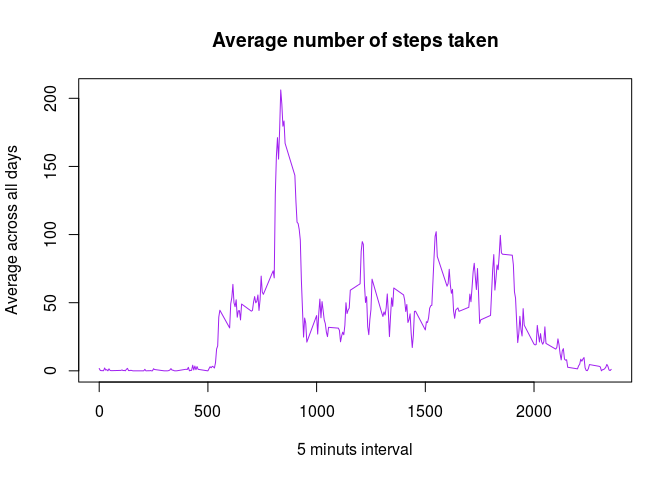 Average number of steps taken
Average across all days
200
150
100
50
0
0 500 1000 1500 2000
5 minuts interval